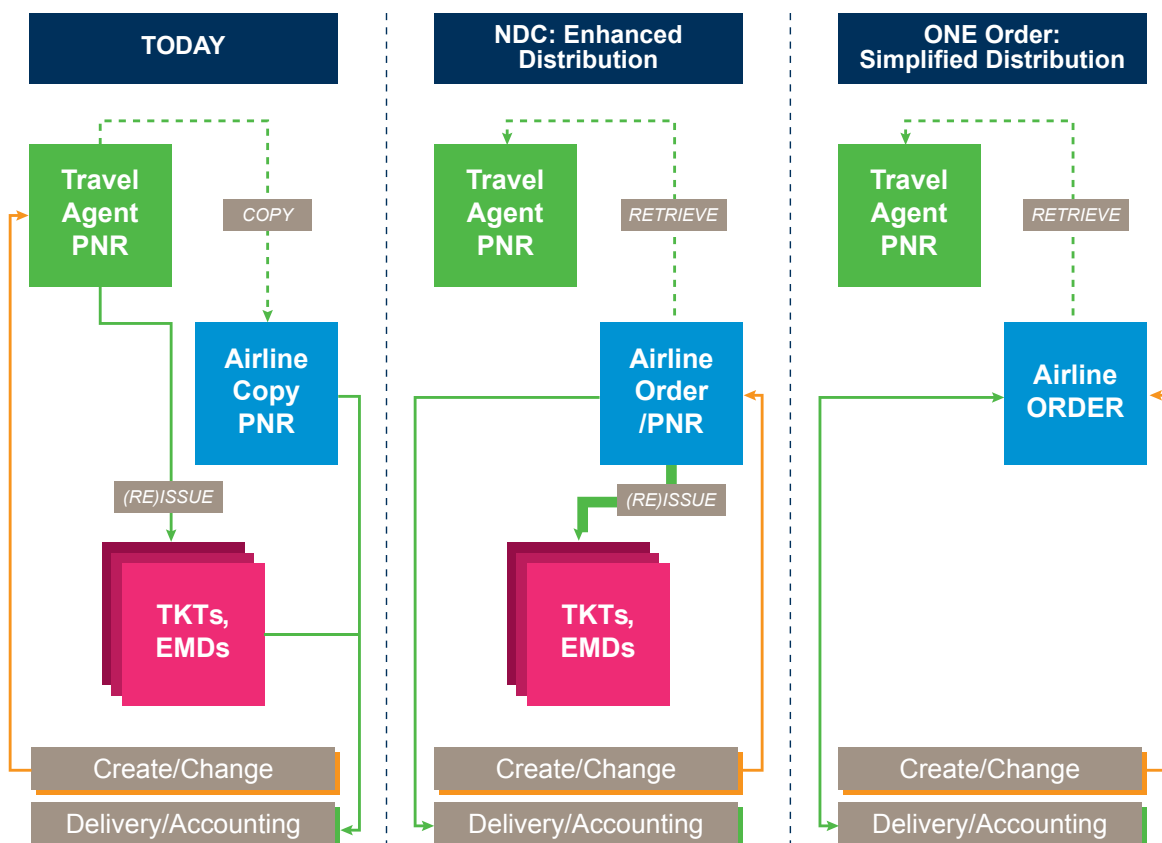 TODAY
Travel
Agent
PNR
COPY
Airline
Copy
PNR
(RE)ISSUE
TKTs,
EMDs
Create/Change
Delivery/Accounting
NDC: Enhanced
Distribution
Travel
Agent
PNR
RETRIEVE
Airline
Order
/PNR
(RE)ISSUE
TKTs,
EMDs
Create/Change
Delivery/Accounting
ONE Order:
Simplified Distribution
Travel
Agent
PNR
RETRIEVE
Airline
ORDER
Create/Change
Delivery/Accounting